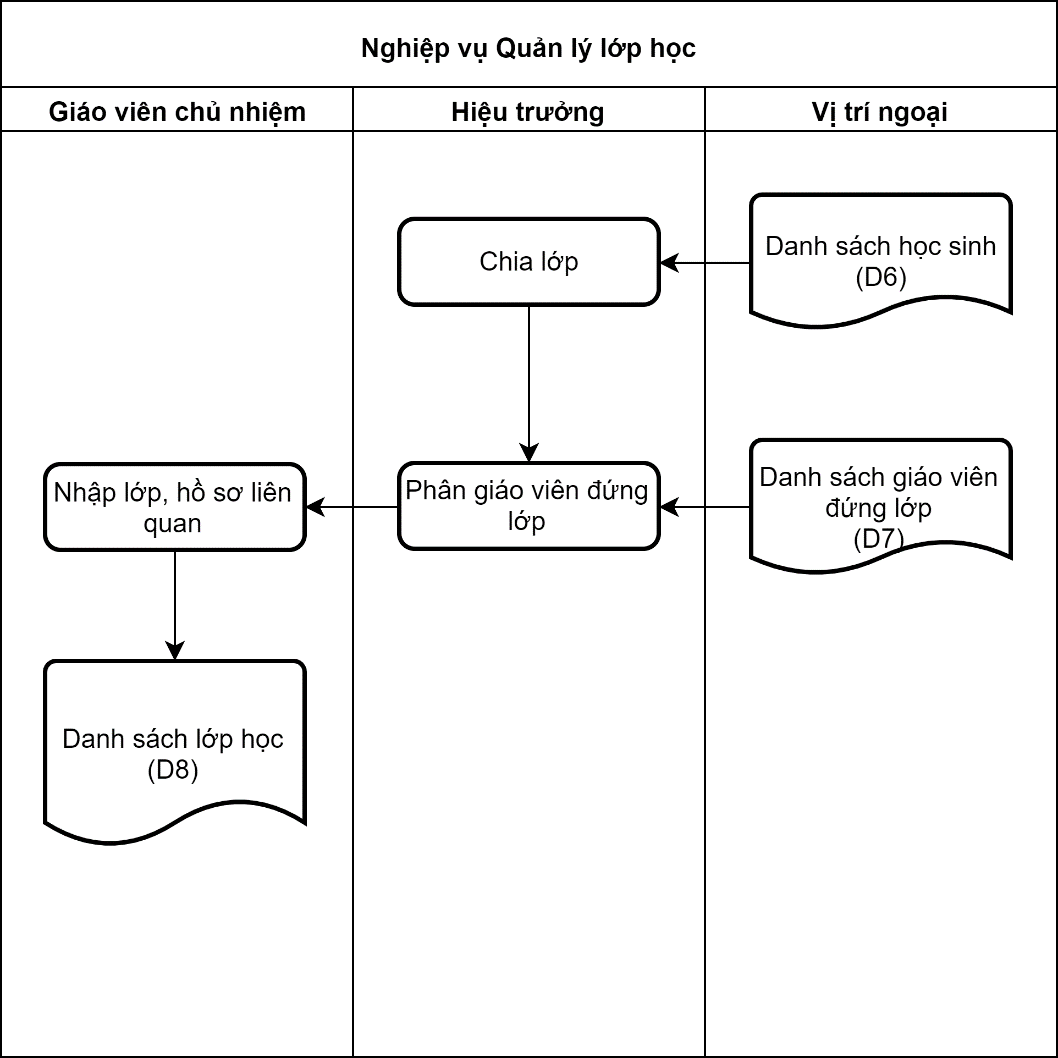 Nghiệp vụ Quản lý lớp học
Giáo viên chủ nhiệm
Hiệu trưởng
Vị trí ngoại
Chia lớp
Danh sách học sinh
(D6)
Nhập lớp, hồ sơ liên
quan
Phân giáo viên đứng
lớp
Danh sách giáo viên
đứng lớp
(D7)
Danh sách lớp học
(D8)